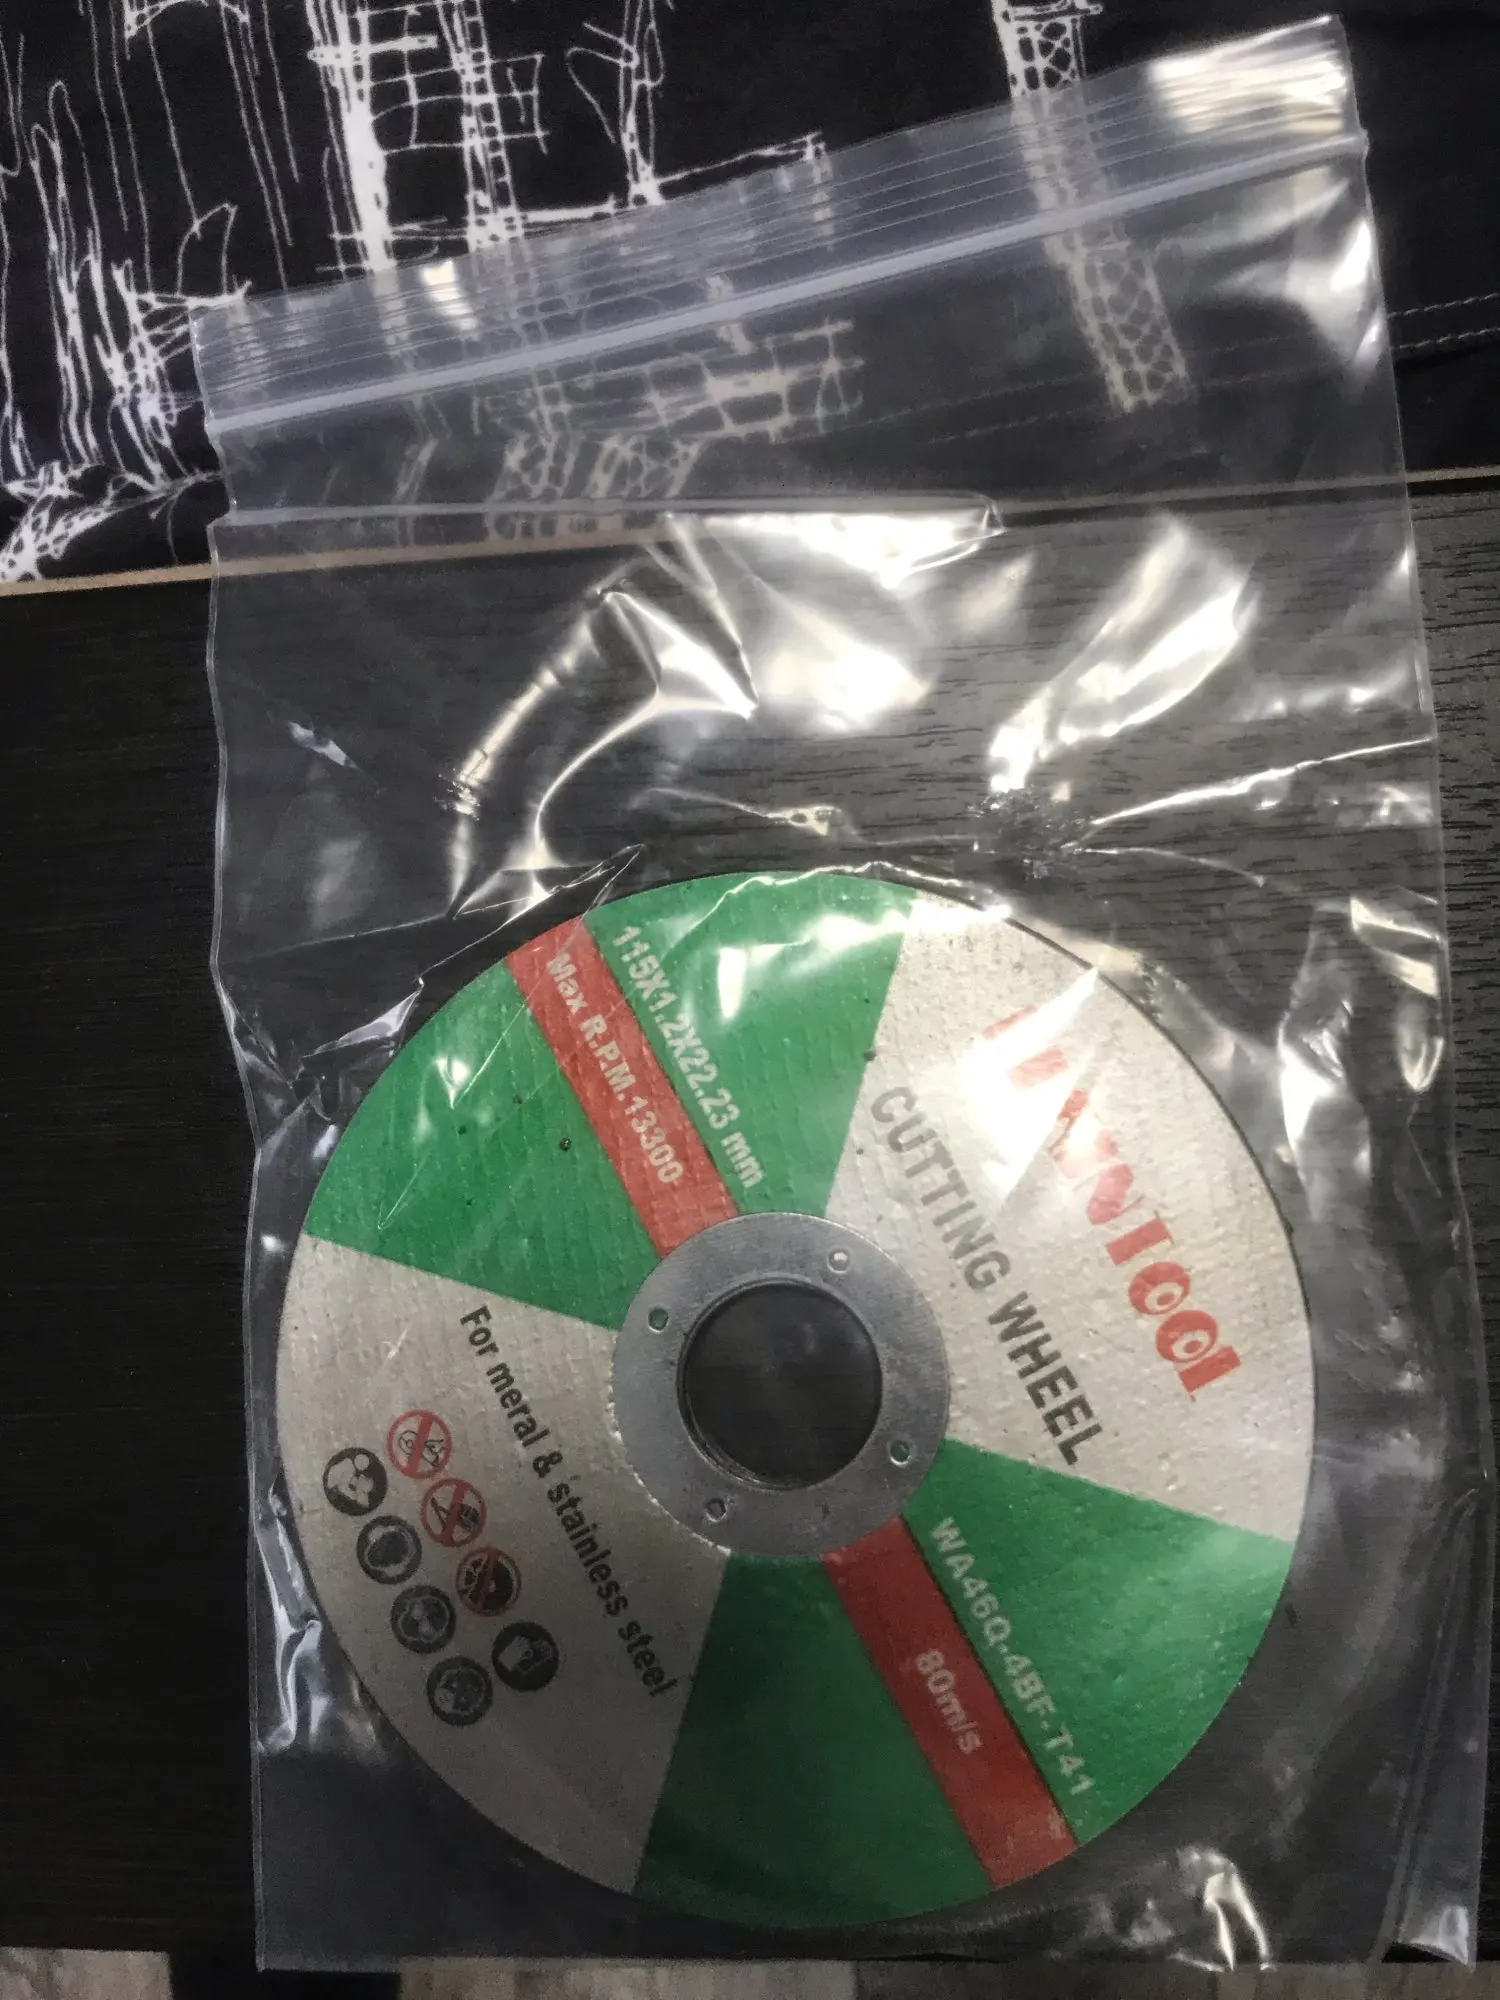 CUTTING WHEEL
115X1.2X22.23 mm
Max R.P.M.13300
For meral & stainless steel
WA46Q-4BF-T41
80m/s